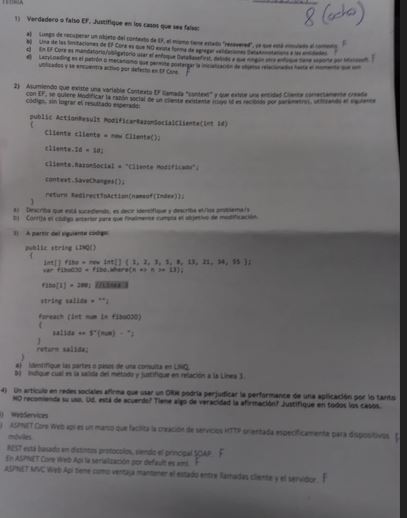 TEORIA
8 (ocho)
1) Verdadero o falso EF. Justifique en los casos que sea falso:
a) Luego de recuperar un objeto del contexto de EF, el mismo tiene estado "recovered", ya que está vinculado al contexto. F
b) Una de las limitaciones de EF Core es que NO existe forma de agregar validaciones DataAnnotations a las entidades. F
c) En EF Core es mandatorio/obligatorio usar el enfoque DataBaseFirst, debido a que ningún otro enfoque tiene soporte por Microsoft. F
d) LazyLoading es el patrón o mecanismo que permite postergar la inicialización de objetos relacionados hasta el momento que son
utilizados y se encuentra activo por defecto en EF Core. F
2) Asumiendo que existe una variable Contexto EF llamada "context" y que existe una entidad Cliente correctamente creada
con EF, se quiere Modificar la razón social de un cliente existente (cuyo id es recibido por parámetro), utilizando el siguiente
código, sin lograr el resultado esperado:
public ActionResult ModificarRazonSocialCliente(int id)
{
Cliente cliente = new Cliente();
cliente.Id = id;
cliente.RazonSocial = "Cliente Modificado";
context.SaveChanges();
return RedirectToAction(nameof(Index));
}
a) Describa que está sucediendo, es decir identifique y describa el/los problema/s
b) Corrija el código anterior para que finalmente cumpla el objetivo de modificación.
3) A partir del siguiente código:
public string LINQ()
{
int[] fibo = new int[] { 1, 2, 3, 5, 8, 13, 21, 34, 55 };
var fiboOJO = fibo.Where(n => n >= 13);
fibo[1] = 200; //Línea 3
string salida = "";
foreach (int num in fiboOJO)
{
salida += $"{num} - ";
}
return salida;
}
a) Identifique las partes o pasos de una consulta en LINQ.
b) Indique cual es la salida del método y justifique en relación a la Línea 3.
4) Un artículo en redes sociales afirma que usar un ORM podría perjudicar la performance de una aplicación por lo tanto
NO recomienda su uso. Ud. está de acuerdo? Tiene algo de veracidad la afirmación? Justifique en todos los casos.
) WebServices
ASPNET Core Web api es un marco que facilita la creación de servicios HTTP orientada específicamente para dispositivos F
móviles.
REST está basado en distintos protocolos, siendo el principal SOAP. F
En ASPNET Core Web Api la serialización por default es xml. F
ASPNET MVC Web Api tiene como ventaja mantener el estado entre llamadas cliente y el servidor. F